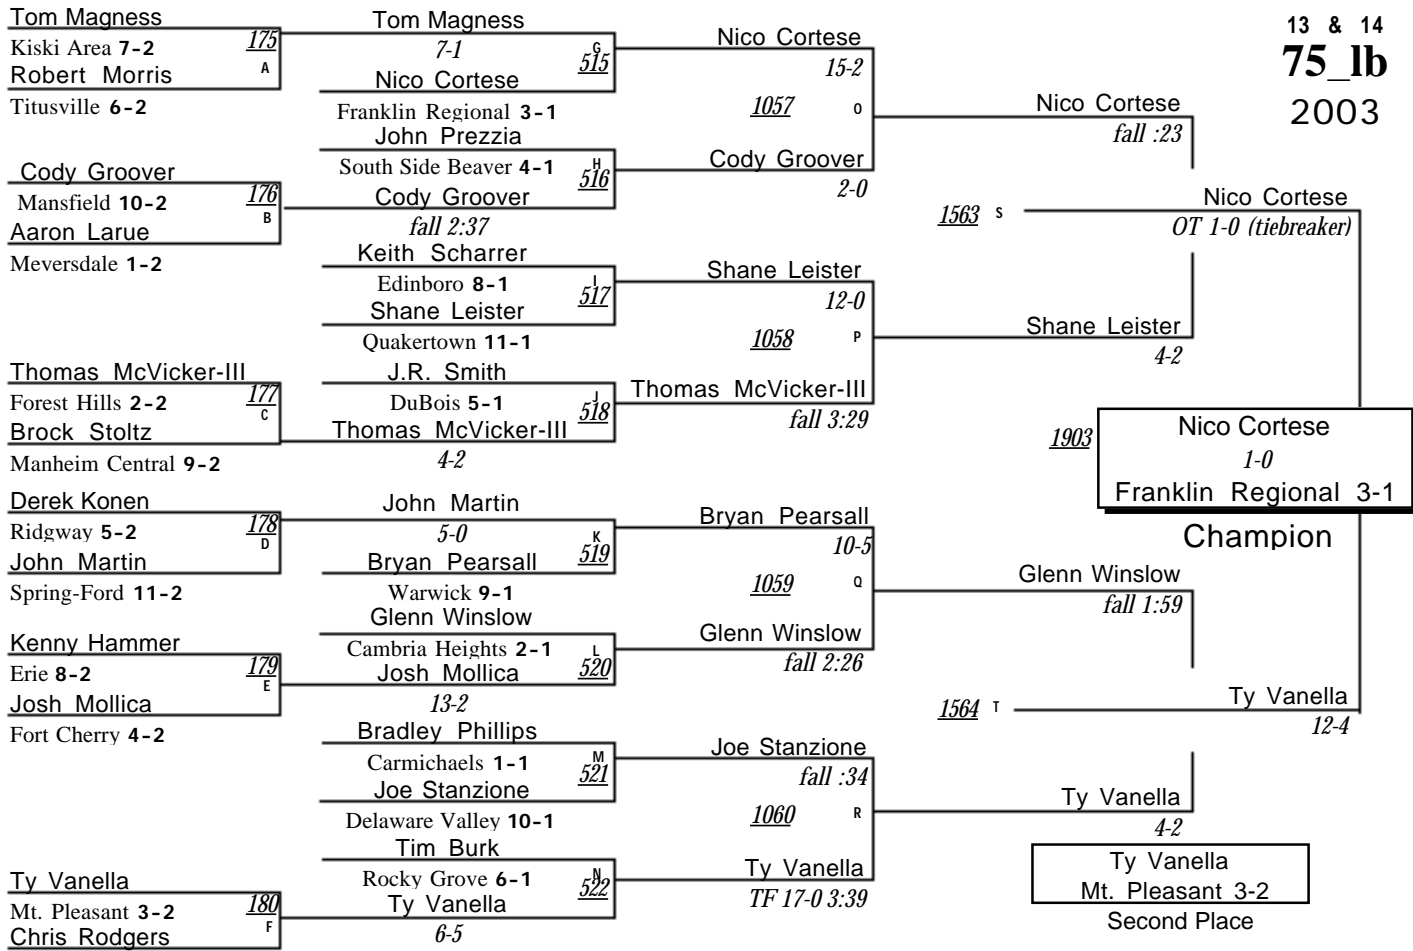 13 & 14
75_lb
2003
Tom Magness
Kiski Area 7-2
175
A
Robert Morris
Titusville 6-2
Cody Groover
Mansfield 10-2
176
B
Aaron Larue
Meversdale 1-2
Thomas McVicker-III
Forest Hills 2-2
177
C
Brock Stoltz
Manheim Central 9-2
Derek Konen
Ridgway 5-2
178
D
John Martin
Spring-Ford 11-2
Kenny Hammer
Erie 8-2
179
E
Josh Mollica
Fort Cherry 4-2
Ty Vanella
Mt. Pleasant 3-2
180
F
Chris Rodgers
Tom Magness
7-1
G
515
Nico Cortese
Franklin Regional 3-1
John Prezzia
South Side Beaver 4-1
H
516
Cody Groover
fall 2:37
Keith Scharrer
Edinboro 8-1
I
517
Shane Leister
Quakertown 11-1
J.R. Smith
DuBois 5-1
J
518
Thomas McVicker-III
4-2
John Martin
5-0
K
519
Bryan Pearsall
Warwick 9-1
Glenn Winslow
Cambria Heights 2-1
L
520
Josh Mollica
13-2
Bradley Phillips
Carmichaels 1-1
M
521
Joe Stanzione
Delaware Valley 10-1
Tim Burk
Rocky Grove 6-1
N
522
Ty Vanella
6-5
Nico Cortese
15-2
1057 O
Cody Groover
2-0
Shane Leister
12-0
1058 P
Thomas McVicker-III
fall 3:29
Bryan Pearsall
10-5
1059 Q
Glenn Winslow
fall 2:26
Joe Stanzione
fall :34
1060 R
Ty Vanella
TF 17-0 3:39
Nico Cortese
fall :23
1563 S
Shane Leister
4-2
Glenn Winslow
fall 1:59
1564 T
Ty Vanella
4-2
Nico Cortese
OT 1-0 (tiebreaker)
1903
Nico Cortese
1-0
Franklin Regional 3-1
Champion
Ty Vanella
12-4
Ty Vanella
Mt. Pleasant 3-2
Second Place